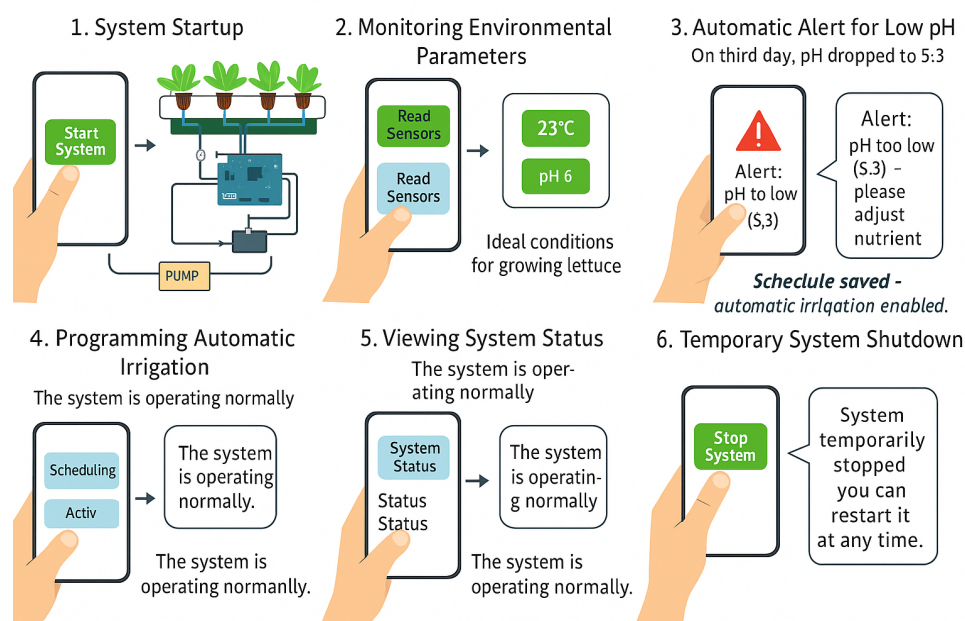 1. System Startup
Start
System
PUMP
2. Monitoring Environmental
Parameters
Read
Sensors
Read
Sensors
23°C
pH 6
Ideal conditions
for growing lettuce
3. Automatic Alert for Low pH
On third day, pH dropped to 5:3
Alert:
pH to low
(S,3)
Alert:
pH too low
(S.3) –
please
adjust
nutrient
Scheclule saved -
automatic irrlqation enabled.
4. Programming Automatic
Irrigation
The system is operating normally
Scheduling
Activ
The system
is operating
normally.
The system is
operating normanlly.
5. Viewing System Status
The system is oper-
ating normally
System
Status
Status
Status
The system
is operatin-
g normally
The system is
operating normally.
6. Temporary System Shutdown
Stop
System
System
temporarily
stopped
you can
restart it
at any time.